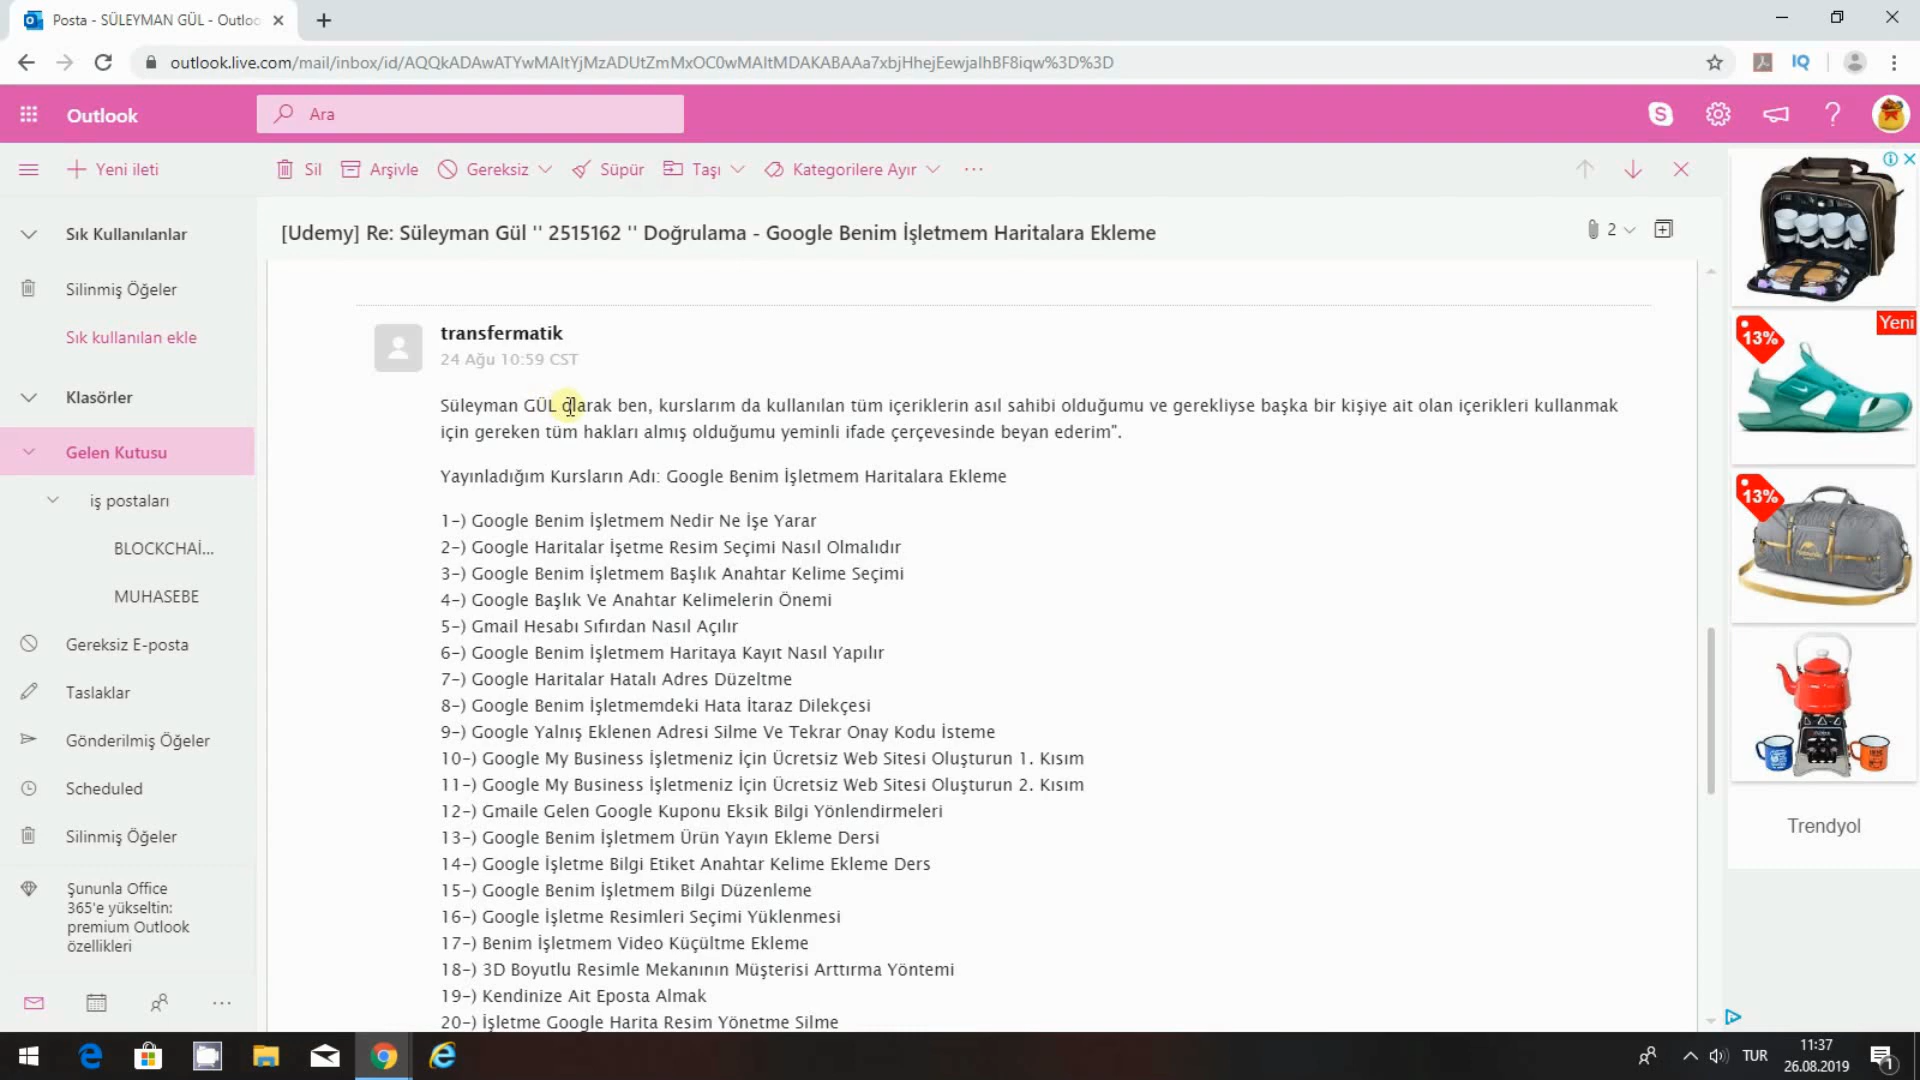 Posta - SÜLEYMAN GÜL - Outloo
outlook.live.com/mail/inbox/id/AQQkADAwATYwMAItYjMzADUtZmMxOC0wMAItMDAKABAAa7xbjHhejEewjaIhBF8iqw%3D%3D
IQ
Outlook
Ara
Yeni ileti
Sil
Arşivle
Gereksiz
Süpür
Taşı
Kategorilere Ayır
Sık Kullanılanlar
Silinmiş Öğeler
Sık kullanılan ekle
Klasörler
Gelen Kutusu
iş postaları
BLOCKCHAİ...
MUHASEBE
Gereksiz E-posta
Taslaklar
Gönderilmiş Öğeler
Scheduled
Silinmiş Öğeler
Şununla Office
365'e yükseltin:
premium Outlook
özellikleri
[Udemy] Re: Süleyman Gül '' 2515162 '' Doğrulama - Google Benim İşletmem Haritalara Ekleme
2
transfermatik
24 Ağu 10:59 CST
Süleyman GÜL olarak ben, kurslarım da kullanılan tüm içeriklerin asıl sahibi olduğumu ve gerekliyse başka bir kişiye ait olan içerikleri kullanmak
için gereken tüm hakları almış olduğumu yeminli ifade çerçevesinde beyan ederim”.
Yayınladığım Kursların Adı: Google Benim İşletmem Haritalara Ekleme
1-) Google Benim İşletmem Nedir Ne İşe Yarar
2-) Google Haritalar İşetme Resim Seçimi Nasıl Olmalıdır
3-) Google Benim İşletmem Başlık Anahtar Kelime Seçimi
4-) Google Başlık Ve Anahtar Kelimelerin Önemi
5-) Gmail Hesabı Sıfırdan Nasıl Açılır
6-) Google Benim İşletmem Haritaya Kayıt Nasıl Yapılır
7-) Google Haritalar Hatalı Adres Düzeltme
8-) Google Benim İşletmemdeki Hata İtaraz Dilekçesi
9-) Google Yalnış Eklenen Adresi Silme Ve Tekrar Onay Kodu İsteme
10-) Google My Business İşletmeniz İçin Ücretsiz Web Sitesi Oluşturun 1. Kısım
11-) Google My Business İşletmeniz İçin Ücretsiz Web Sitesi Oluşturun 2. Kısım
12-) Gmaile Gelen Google Kuponu Eksik Bilgi Yönlendirmeleri
13-) Google Benim İşletmem Ürün Yayın Ekleme Dersi
14-) Google İşletme Bilgi Etiket Anahtar Kelime Ekleme Ders
15-) Google Benim İşletmem Bilgi Düzenleme
16-) Google İşletme Resimleri Seçimi Yüklenmesi
17-) Benim İşletmem Video Küçültme Ekleme
18-) 3D Boyutlu Resimle Mekanının Müşterisi Arttırma Yöntemi
19-) Kendinize Ait Eposta Almak
20-) İşletme Google Harita Resim Yönetme Silme
13%
Yeni
13%
Trendyol
TUR
11:37
26.08.2019
1